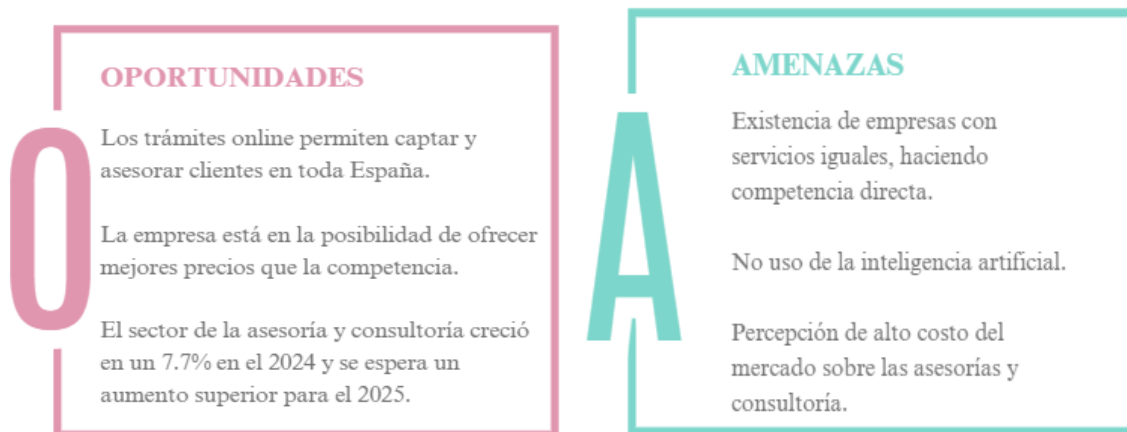 O
OPORTUNIDADES
Los trámites online permiten captar y
asesorar clientes en toda España.
La empresa está en la posibilidad de ofrecer
mejores precios que la competencia.
El sector de la asesoría y consultoría creció
en un 7.7% en el 2024 y se espera un
aumento superior para el 2025.
A
AMENAZAS
Existencia de empresas con
servicios iguales, haciendo
competencia directa.
No uso de la inteligencia artificial.
Percepción de alto costo del
mercado sobre las asesorías y
consultoría.